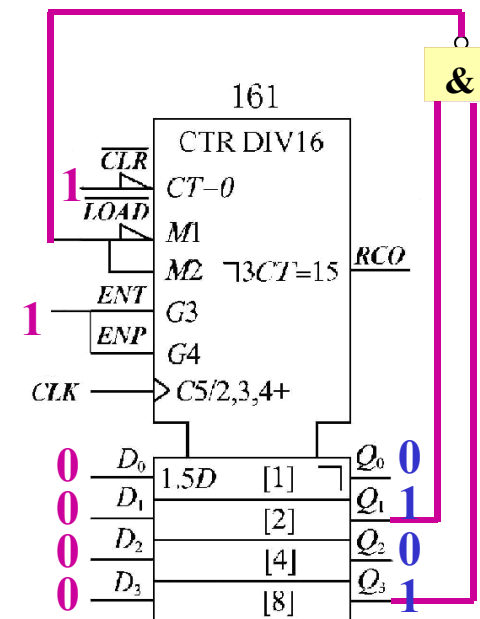 &
161
CTR DIV16
CLR
1 CT=0
LOAD
M1
M2 ㄱ3CT=15 RCO
1 ENT G3
ENP G4
CLK C5/2,3,4+
0 D₀ 1.5D [1] ㄱ Q₀ 0
0 D₁ [2] Q₁ 1
0 D₂ [4] Q₂ 0
0 D₃ [8] Q₃ 1